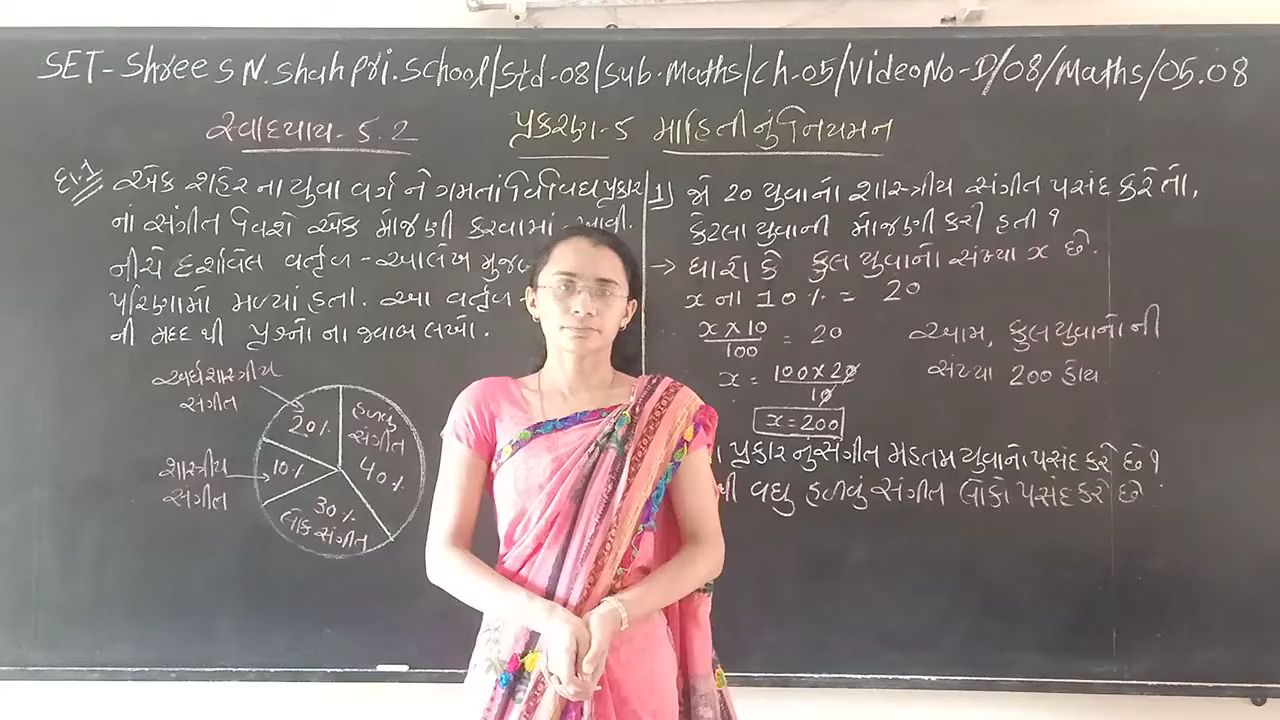 SET-Shree S N. Shah Pri. School/Std-08/Sub. Maths/Ch-05/Video No-D/08/Maths/05.08
સ્વાધ્યાય-5.2
પ્રકરણ-5 માહિતીનું નિયમન
દા.1 એક શહેરના યુવા વર્ગને ગમતાં વિવિધ પ્રકાર
નાં સંગીત વિશે એક મોજણી કરવામાં આવી.
નીચે દર્શાવેલ વર્તુળ-આલેખ મુજબ
પરિણામો મળ્યાં હતાં. આ વર્તુળ-
ની મદદ થી પ્રશ્નો ના જવાબ લખો.
અર્ધશાસ્ત્રીય
સંગીત
20%
હળવું
સંગીત
40%
શાસ્ત્રીય
સંગીત
10%
30%
લોકસંગીત
1) જો 20 યુવાનો શાસ્ત્રીય સંગીત પસંદ કરે તો,
કેટલા યુવાની મોજણી કરી હતી ?
→ ધારો કે કુલ યુવાનો સંખ્યા x છે.
x ના 10% = 20
x × 10 / 100 = 20
x = 100 × 20 / 10
x = 200
આમ, કુલ યુવાનો ની
સંખ્યા 200 હોય
પ્રકારનું સંગીત મહત્તમ યુવાનો પસંદ કરે છે ?
થી વધુ હળવું સંગીત લોકો પસંદ કરે છે.